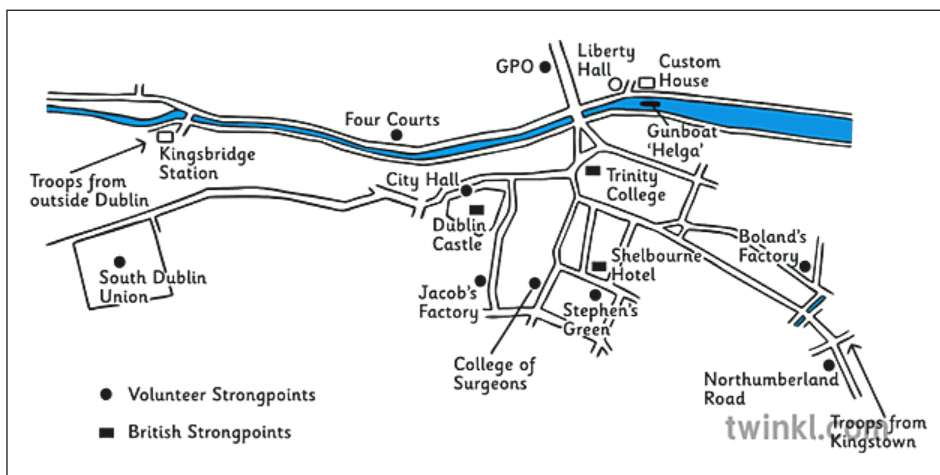 GPO
Liberty
Hall
Custom
House
Four Courts
Gunboat
'Helga'
Kingsbridge
Station
Troops from
outside Dublin
City Hall
Trinity
College
Dublin
Castle
South Dublin
Union
Boland's
Factory
Shelbourne
Hotel
Jacob's
Factory
Stephen's
Green
College of
Surgeons
Northumberland
Road
Volunteer Strongpoints
British Strongpoints
twinkl.com
Troops from
Kingstown